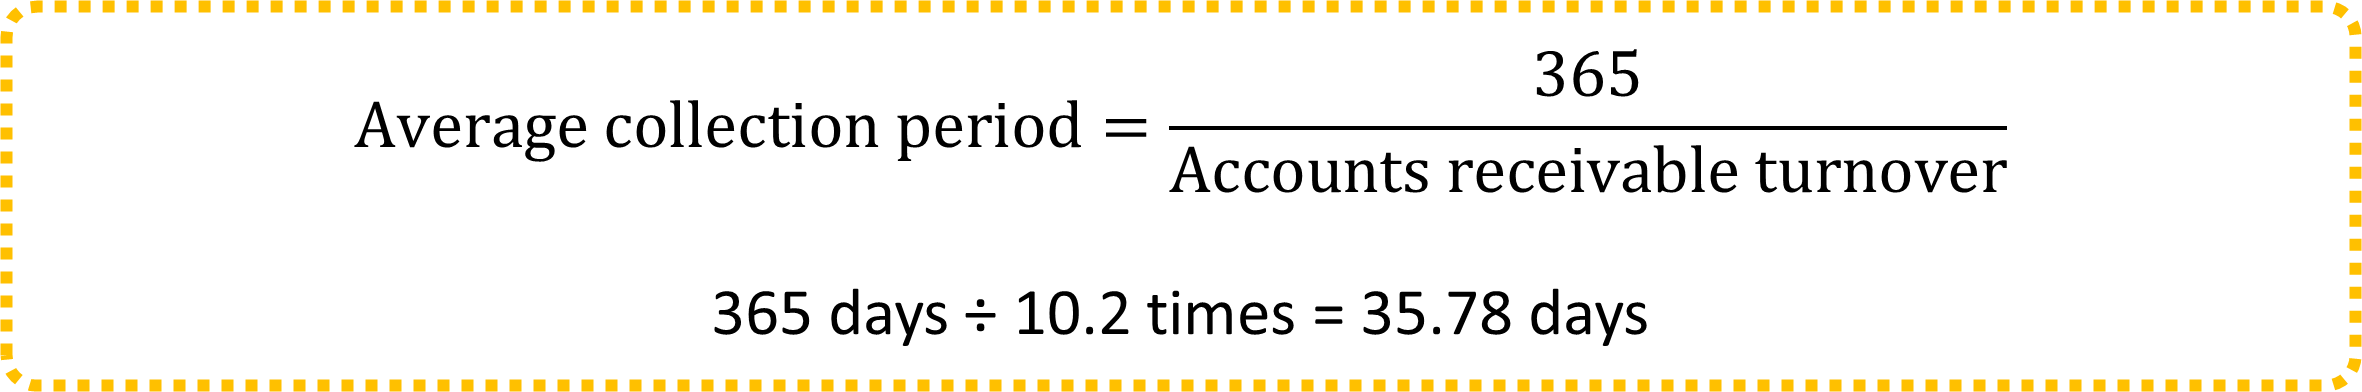 Average collection period = 365 / Accounts receivable turnover
365 days ÷ 10.2 times = 35.78 days